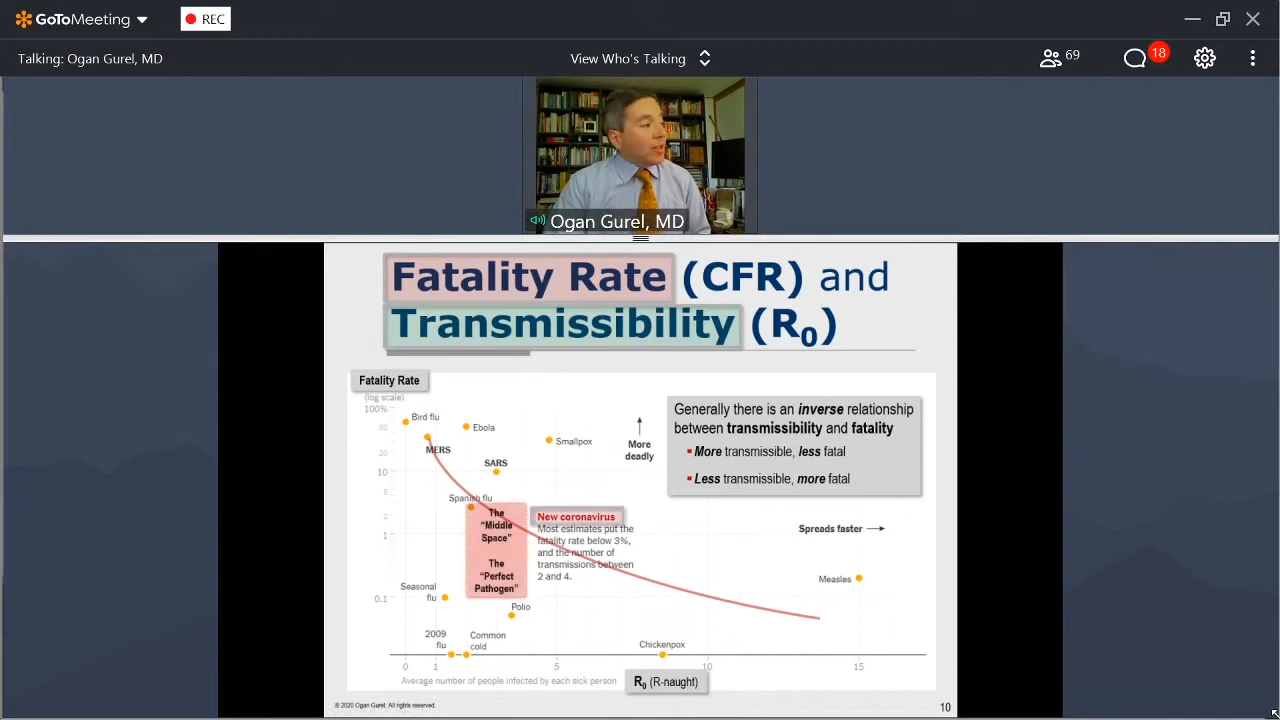 GoToMeeting
REC
Talking: Ogan Gurel, MD
View Who's Talking
69
18
Ogan Gurel, MD
Fatality Rate (CFR) and
Transmissibility (R₀)
Fatality Rate
(log scale)
100%
50
20
10
5
2
1
0.1
Bird flu
MERS
Ebola
SARS
Smallpox
Spanish flu
More
deadly
Generally there is an inverse relationship
between transmissibility and fatality
▪ More transmissible, less fatal
▪ Less transmissible, more fatal
The
"Middle
Space"
The
"Perfect
Pathogen"
New coronavirus
Most estimates put the
fatality rate below 3%,
and the number of
transmissions between
2 and 4.
Spreads faster
Measles
Seasonal
flu
Polio
2009
flu
Common
cold
Chickenpox
0
1
5
10
15
Average number of people infected by each sick person
R₀ (R-naught)
© 2020 Ogan Gurel. All rights reserved.
10